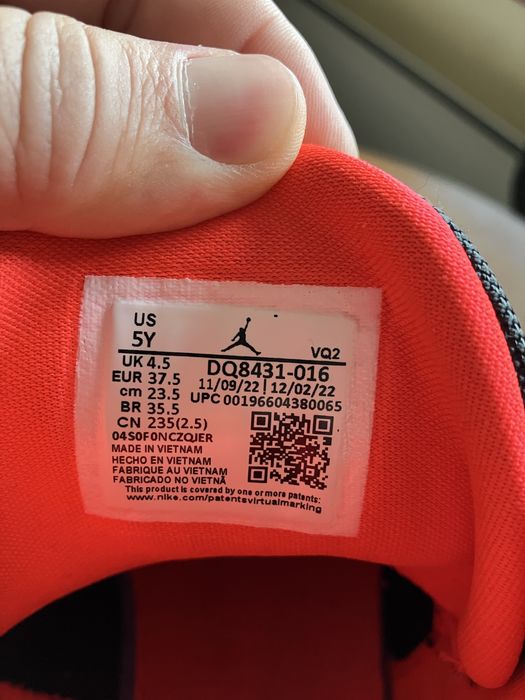 US
5Y
VQ2
UK 4.5
EUR 37.5
cm 23.5
BR 35.5
CN 235(2.5)
DQ8431-016
11/09/22 | 12/02/22
UPC 00196604380065
04S0F0NCZQJER
MADE IN VIETNAM
HECHO EN VIETNAM
FABRIQUE AU VIETNAM
FABRICADO NO VIETNÃ
This product is covered by one or more patents:
www.nike.com/patentsvirtualmarking